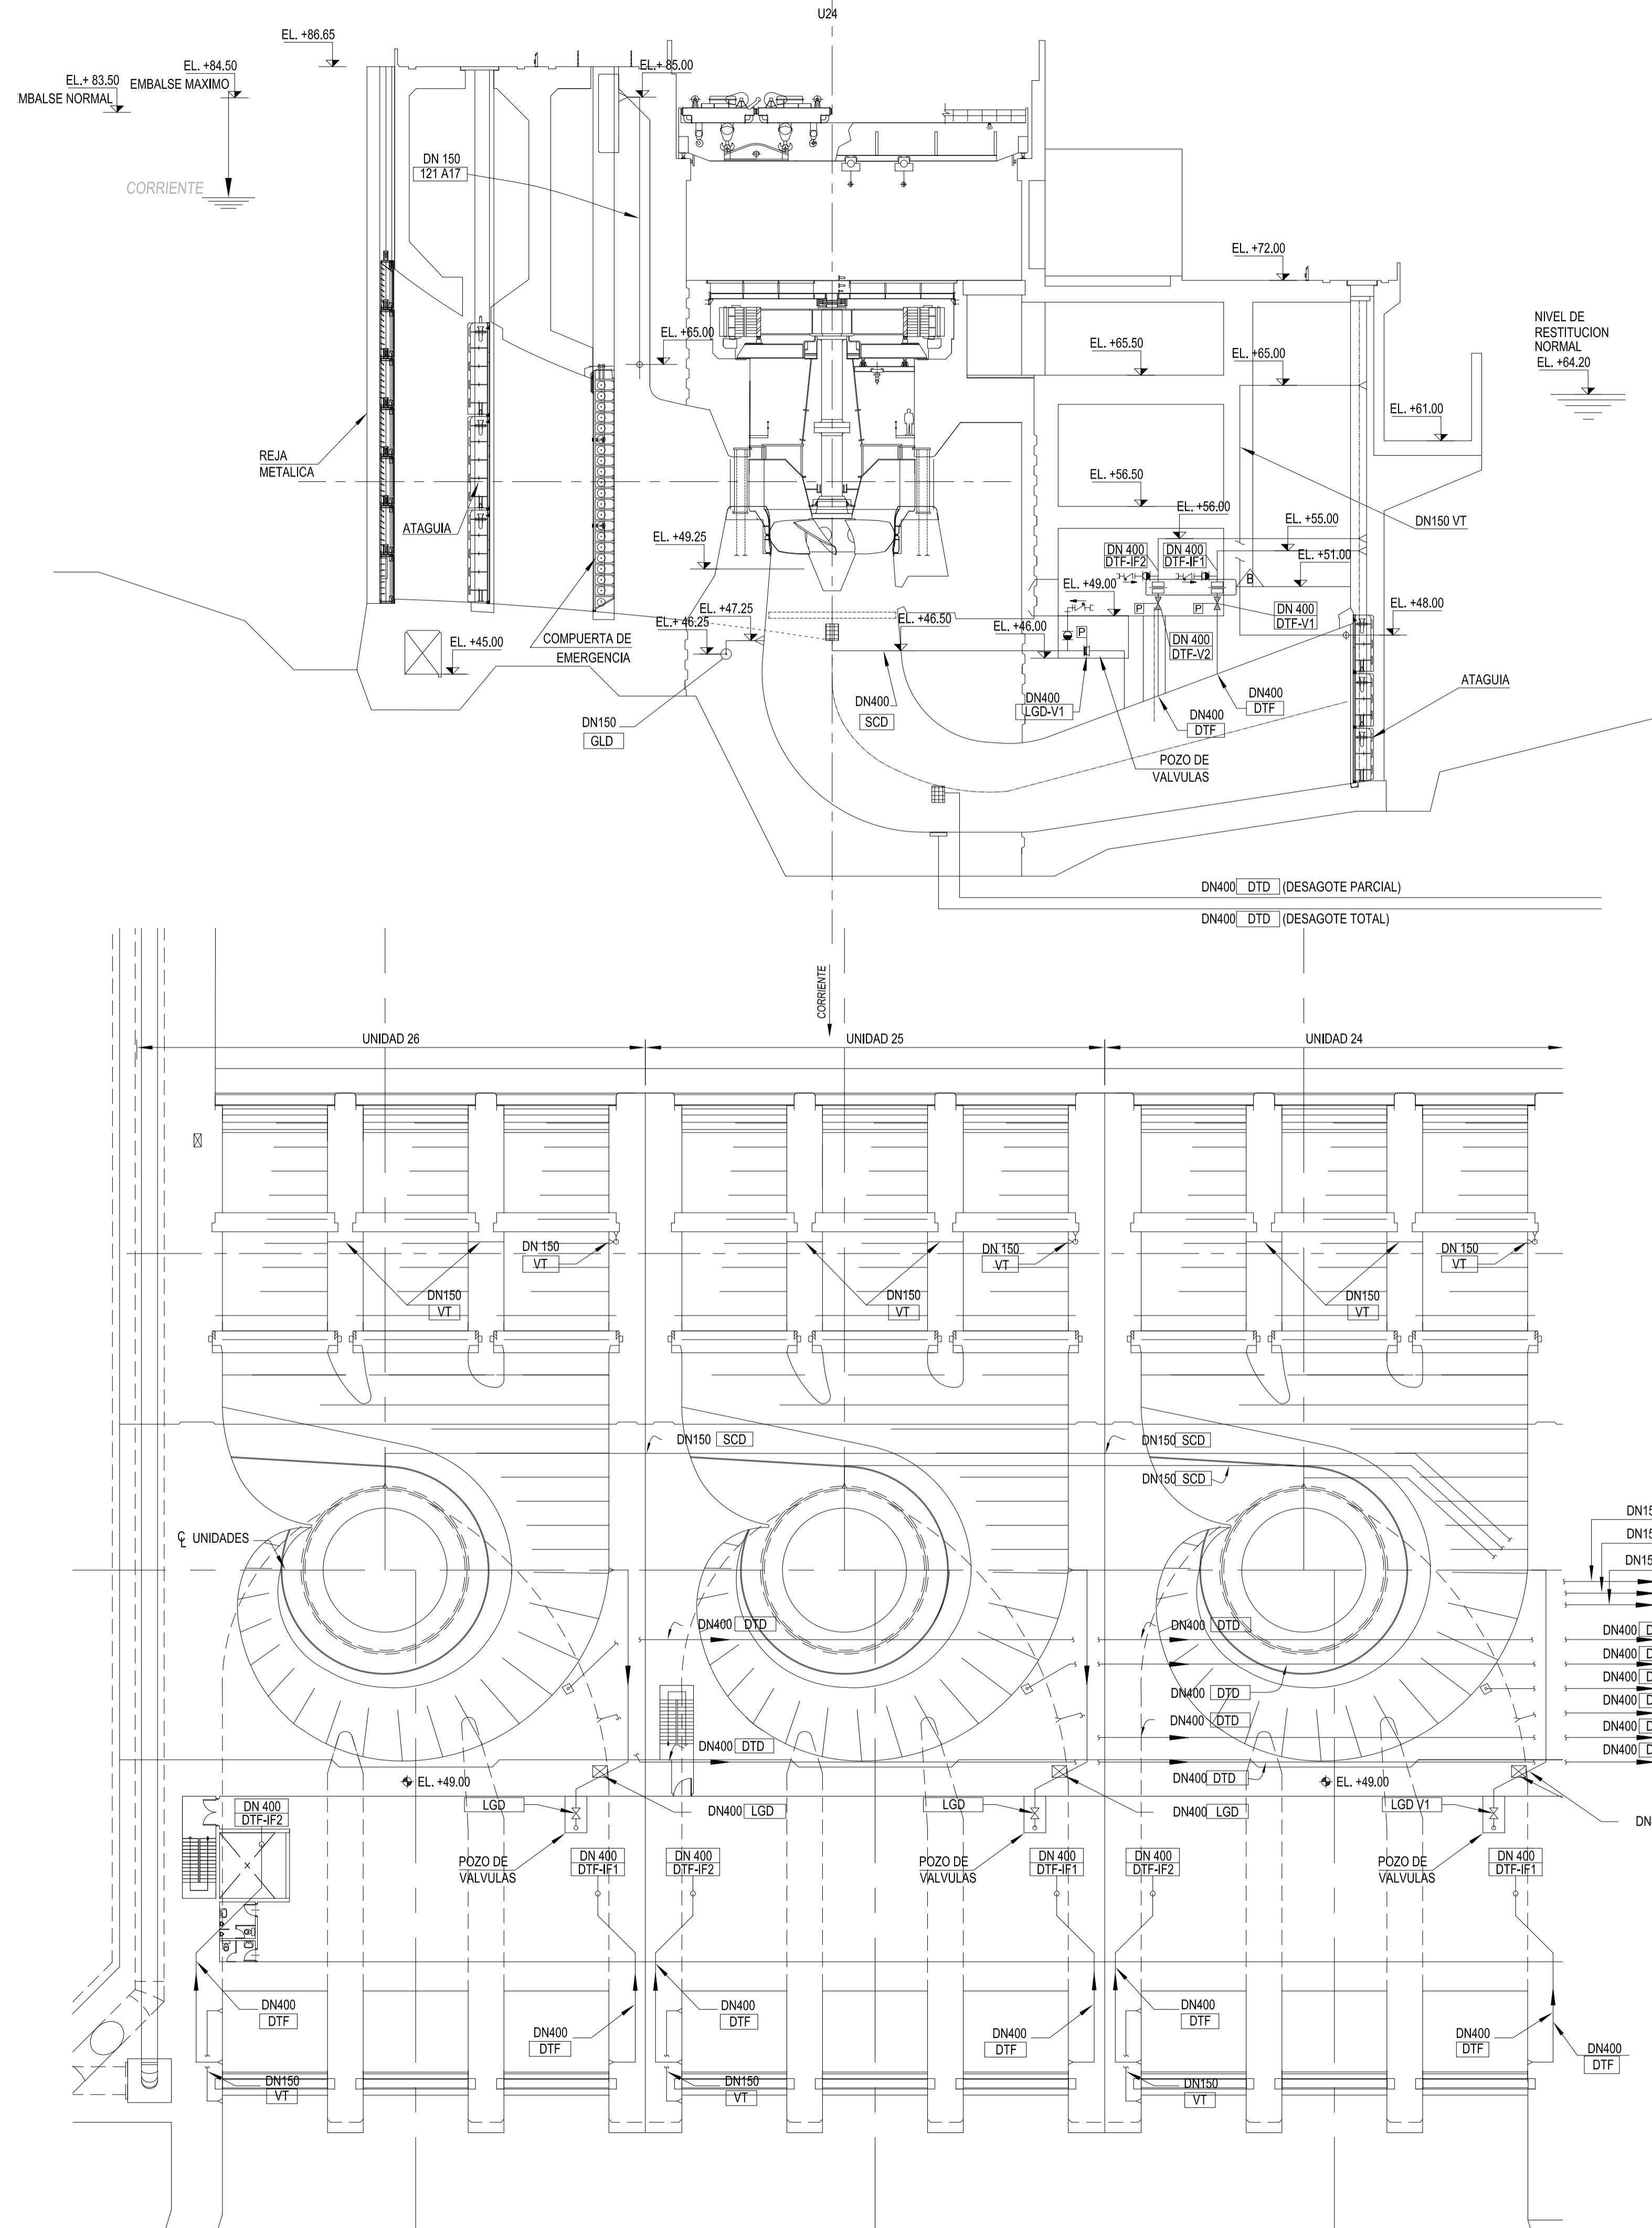 U24
EL. +86.65
EL.+ 83.50
MBALSE NORMAL
EL. +84.50
EMBALSE MAXIMO
EL.+ 85.00
CORRIENTE
DN 150
121 A17
EL. +72.00
NIVEL DE
RESTITUCION
NORMAL
EL. +64.20
EL. +65.00
EL. +65.50
EL. +65.00
EL. +61.00
REJA
METALICA
ATAGUIA
EL. +56.50
EL. +56.00
EL. +55.00
DN150 VT
EL. +49.25
DN 400
DTF-IF2
DN 400
DTF-IF1
EL. +51.00
B
EL. +49.00
P
P
P
DN 400
DTF-V1
EL. +48.00
EL. +47.25
EL.+ 46.25
EL. +46.50
EL. +46.00
DN 400
DTF-V2
EL. +45.00
COMPUERTA DE
EMERGENCIA
ATAGUIA
DN400
SCD
DN400
LGD-V1
DN400
DTF
DN400
DTF
DN150
GLD
POZO DE
VALVULAS
DN400 DTD (DESAGOTE PARCIAL)
DN400 DTD (DESAGOTE TOTAL)
CORRIENTE
UNIDAD 26
UNIDAD 25
UNIDAD 24
DN 150
VT
DN 150
VT
DN 150
VT
DN150
VT
DN150
VT
DN150
VT
DN150 SCD
DN150 SCD
DN150 SCD
℄ UNIDADES
DN15
DN15
DN15
DN400 DTD
DN400 DTD
DN400 D
DN400 D
DN400 D
DN400 DTD
DN400 D
DN400 DTD
DN400 D
DN400 DTD
DN400 D
DN400 DTD
EL. +49.00
EL. +49.00
DN 400
DTF-IF2
LGD
DN400 LGD
LGD
DN400 LGD
LGD V1
DN
POZO DE
VALVULAS
DN 400
DTF-IF1
DN 400
DTF-IF2
POZO DE
VALVULAS
DN 400
DTF-IF1
DN 400
DTF-IF2
POZO DE
VALVULAS
DN 400
DTF-IF1
X
DN400
DTF
DN400
DTF
DN400
DTF
DN400
DTF
DN400
DTF
DN400
DTF
DN400
DTF
DN150
VT
DN150
VT
DN150
VT